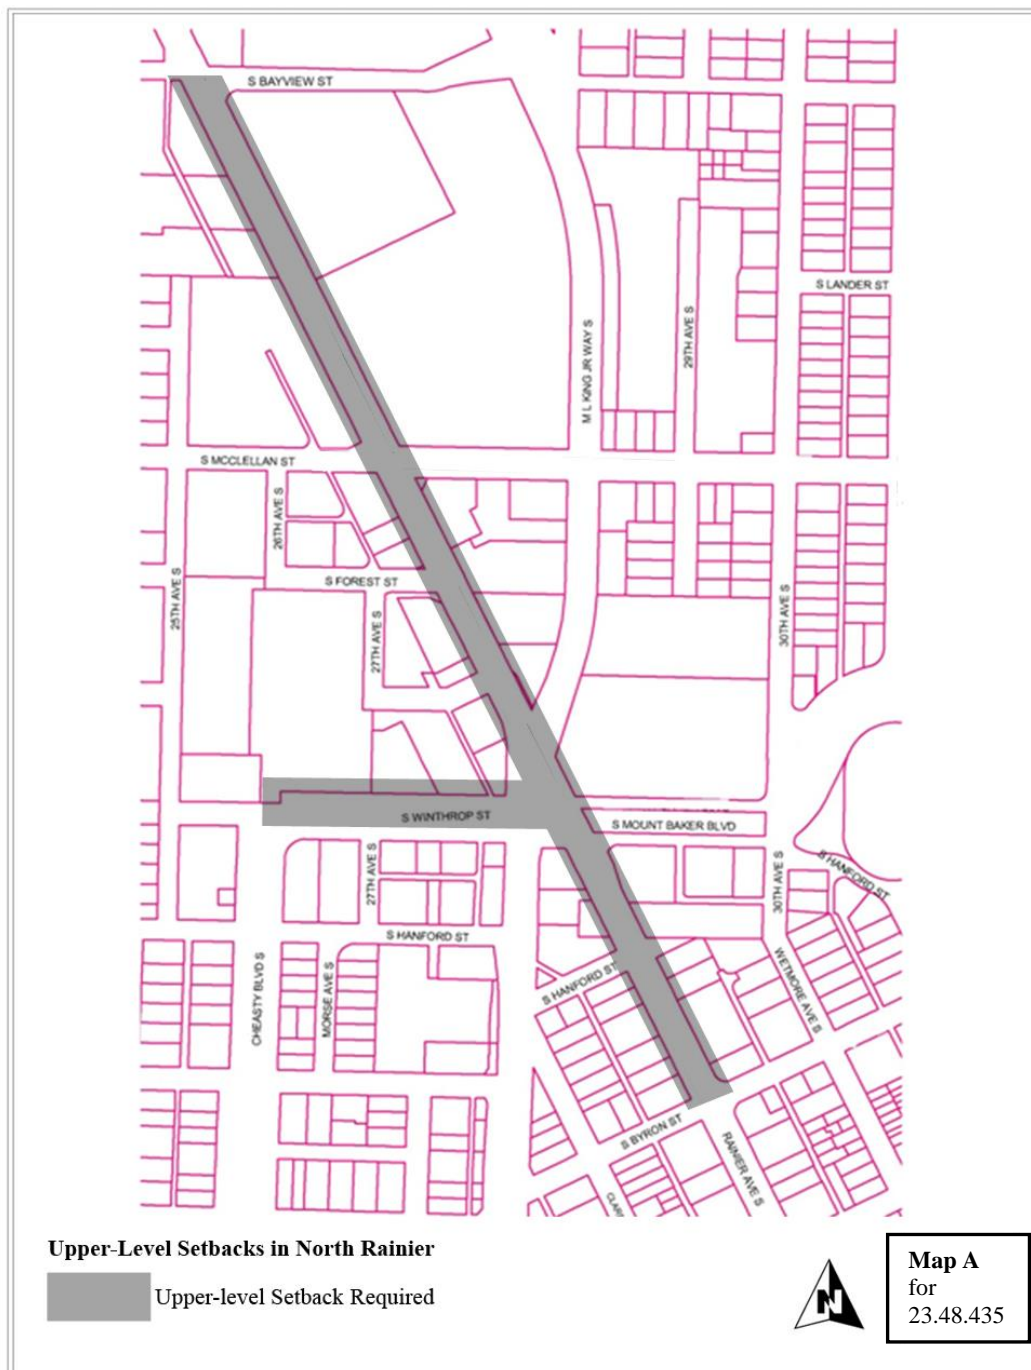 S BAYVIEW ST
S LANDER ST
M L KING JR WAY S
29TH AVE S
S MCCLELLAN ST
26TH AVE S
S FOREST ST
25TH AVE S
27TH AVE S
30TH AVE S
S WINTHROP ST
S MOUNT BAKER BLVD
27TH AVE S
30TH AVE S
S HANFORD ST
S HANFORD ST
CHEASTY BLVD S
MORSE AVE S
S HANFORD ST
WETMORE AVE S
S BYRON ST
RAINIER AVE S
Upper-Level Setbacks in North Rainier
Upper-level Setback Required
N
Map A
for
23.48.435